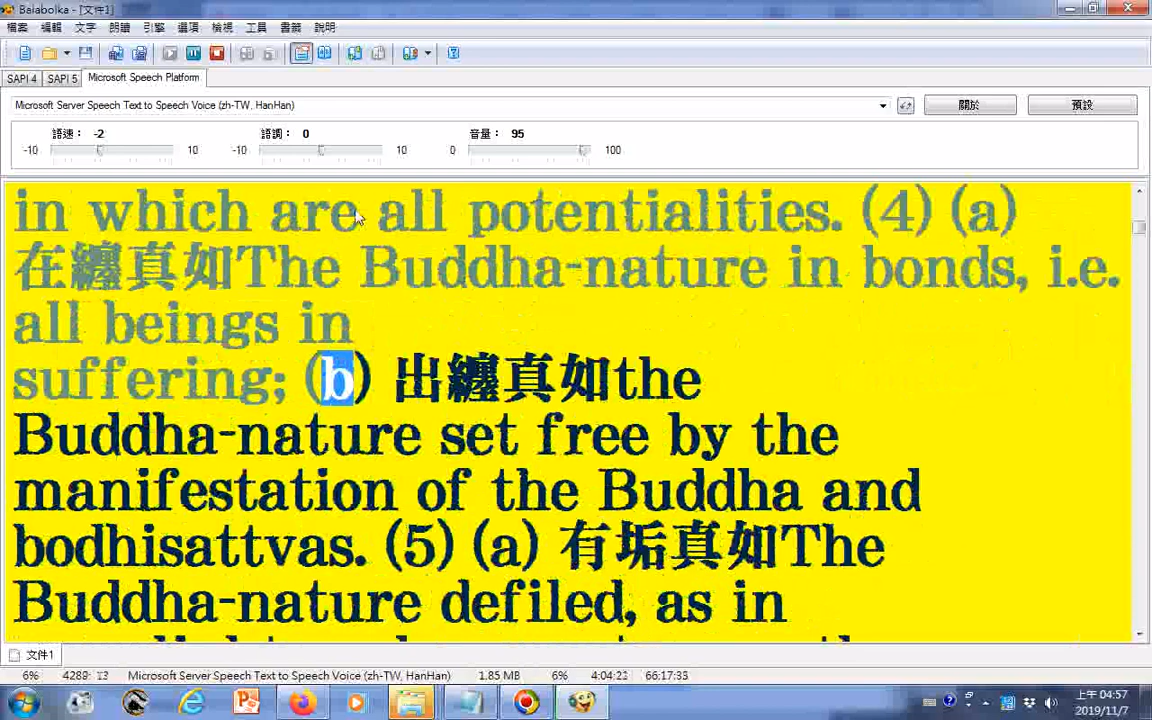 Balabolka - [文件1]
檔案 編輯 文字 朗讀 引擎 選項 檢視 工具 書籤 說明
SAPI 4 SAPI 5 Microsoft Speech Platform
Microsoft Server Speech Text to Speech Voice (zh-TW, HanHan) 關於 預設
語速： -2 語調： 0 音量： 95
-10 10 -10 10 0 100
in which are all potentialities. (4) (a)
在纏真如The Buddha-nature in bonds, i.e.
all beings in
suffering; (b) 出纏真如the
Buddha-nature set free by the
manifestation of the Buddha and
bodhisattvas. (5) (a) 有垢真如The
Buddha-nature defiled, as in
文件1
6% 4289: 13 Microsoft Server Speech Text to Speech Voice (zh-TW, HanHan) 1.85 MB 6% 4:04:22 66:17:33
上午 04:57
2019/11/7